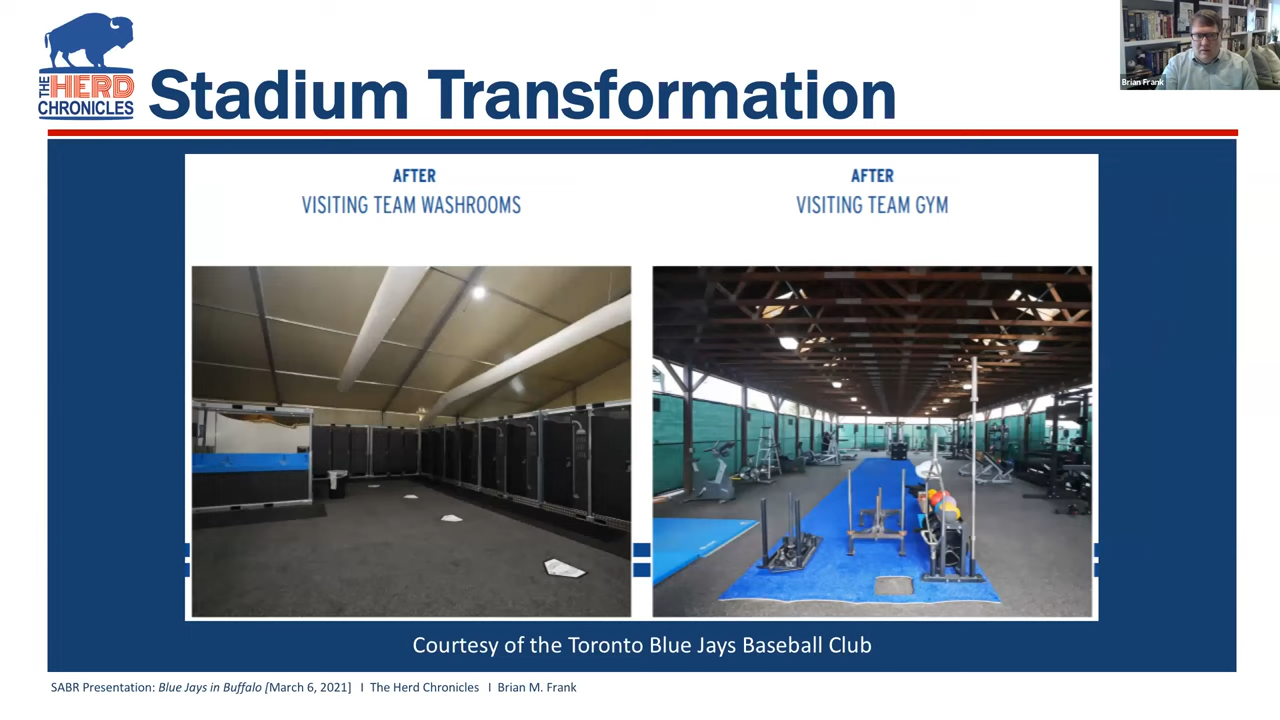 THE HERD
CHRONICLES
Stadium Transformation
Brian Frank
AFTER
VISITING TEAM WASHROOMS
AFTER
VISITING TEAM GYM
Courtesy of the Toronto Blue Jays Baseball Club
SABR Presentation: Blue Jays in Buffalo [March 6, 2021] I The Herd Chronicles I Brian M. Frank